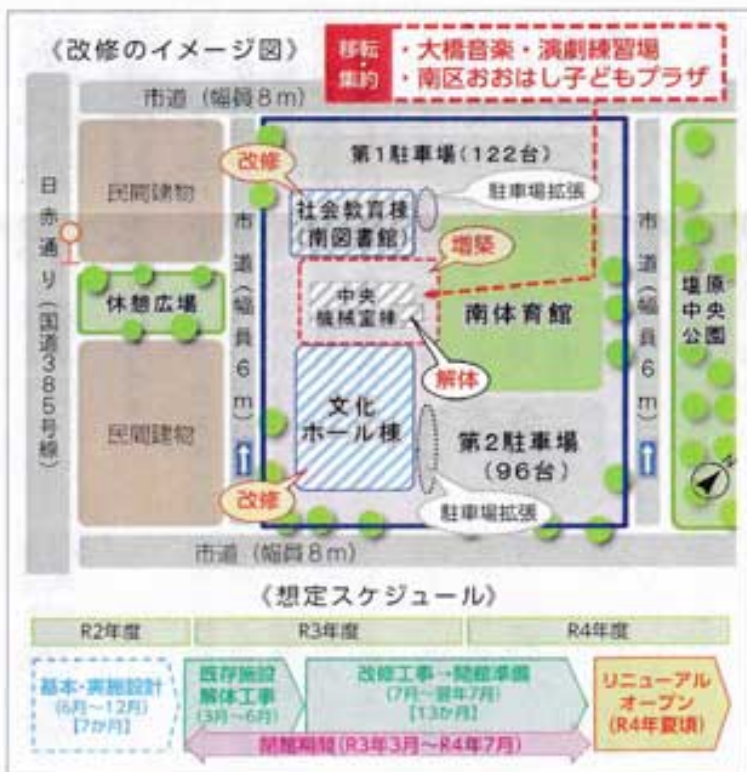 《改修のイメージ図》
移転・集約
・大橋音楽・演劇練習場
・南区おおはし子どもプラザ
市道(幅員8m)
民間建物
日赤通り(国道385号線)
休憩広場
民間建物
市道(幅員6m)
第1駐車場(122台)
改修
社会教育棟
(南図書館)
駐車場拡張
増築
中央
機械室棟
解体
南体育館
文化
ホール棟
改修
第2駐車場
(96台)
駐車場拡張
市道(幅員6m)
塩原
中央
公園
N
市道(幅員8m)
《想定スケジュール》
R2年度
R3年度
R4年度
基本・実施設計
(6月~12月)
【7か月】
既存施設
解体工事
(3月~6月)
改修工事→開館準備
(7月~翌年7月)
【13か月】
リニューアル
オープン
(R4年夏頃)
閉館期間(R3年3月~R4年7月)